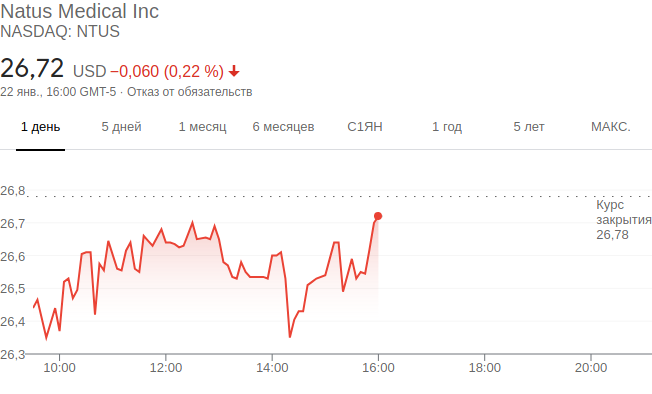 Natus Medical Inc
NASDAQ: NTUS
26,72 USD −0,060 (0,22 %)
22 янв., 16:00 GMT-5 · Отказ от обязательств
1 день 5 дней 1 месяц 6 месяцев С1ЯН 1 год 5 лет МАКС.
26,8
Курс
закрытия
26,78
26,7
26,6
26,5
26,4
26,3
10:00 12:00 14:00 16:00 18:00 20:00